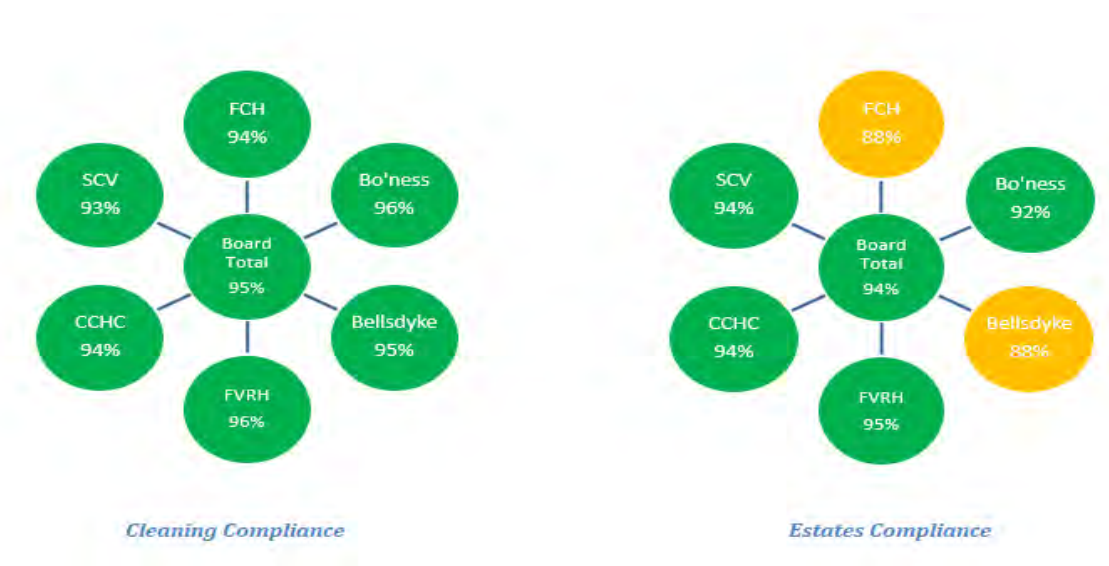 FCH
94%
SCV
93%
Bo'ness
96%
Board
Total
95%
CCHC
94%
Bellsdyke
95%
FVRH
96%
Cleaning Compliance
FCH
88%
SCV
94%
Bo'ness
92%
Board
Total
94%
CCHC
94%
Bellsdyke
88%
FVRH
95%
Estates Compliance